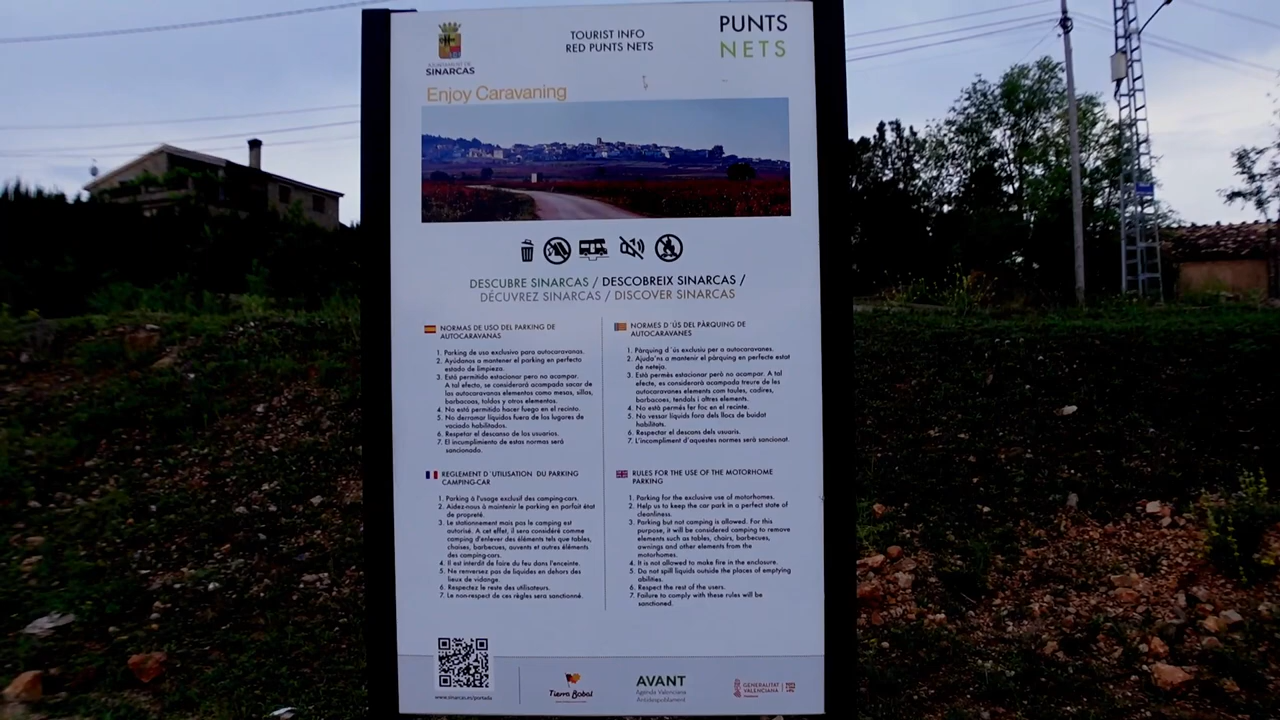 AJUNTAMENT DE
SINARCAS
TOURIST INFO
RED PUNTS NETS
PUNTS
NETS
Enjoy Caravaning
DESCUBRE SINARCAS / DESCOBREIX SINARCAS /
DÉCUVREZ SINARCAS / DISCOVER SINARCAS
NORMAS DE USO DEL PARKING DE
AUTOCARAVANAS
1. Parking de uso exclusivo para autocaravanas.
2. Ayúdanos a mantener el parking en perfecto
estado de limpieza.
3. Está permitido estacionar pero no acampar.
A tal efecto, se considerará acampada sacar de
las autocaravanas elementos como mesas, sillas,
barbacoas, toldos y otros elementos.
4. No está permitido hacer fuego en el recinto.
5. No derramar líquidos fuera de los lugares de
vaciado habilitados.
6. Respetar el descanso de los usuarios.
7. El incumplimiento de estas normas será
sancionado.
NORMES D´ÚS DEL PÀRQUING DE
AUTOCARAVANES
1. Pàrquing d´ús exclusiu per a autocaravanes.
2. Ajuda'ns a mantenir el pàrquing en perfecte estat
de neteja.
3. Està permés estacionar però no acampar. A tal
efecte, es considerarà acampada treure de les
autocaravanes elements com taules, cadires,
barbacoes, tendals i altres elements.
4. No està permés fer foc en el recinte.
5. No vessar líquids fora dels llocs de buidat
habilitats.
6. Respectar el descans dels usuaris.
7. L'incompliment d'aquestes normes serà sancionat.
REGLEMENT D´UTILISATION DU PARKING
CAMPING-CAR
1. Parking à l'usage exclusif des camping-cars.
2. Aidez-nous à maintenir le parking en parfait état
de propreté.
3. Le stationnement mais pas le camping est
autorisé. A cet effet, il sera considéré comme
camping d'enlever des éléments tels que tables,
chaises, barbecues, auvents et autres éléments
des camping-cars.
4. Il est interdit de faire du feu dans l'enceinte.
5. Ne renversez pas de liquides en dehors des
lieux de vidange.
6. Respectez le reste des utilisateurs.
7. Le non-respect de ces règles sera sanctionné.
RULES FOR THE USE OF THE MOTORHOME
PARKING
1. Parking for the exclusive use of motorhomes.
2. Help us to keep the car park in a perfect state of
cleanliness.
3. Parking but not camping is allowed. For this
purpose, it will be considered camping to remove
elements such as tables, chairs, barbecues,
awnings and other elements from the
motorhomes.
4. It is not allowed to make fire in the enclosure.
5. Do not spill liquids outside the places of emptying
abilities.
6. Respect the rest of the users.
7. Failure to comply with these rules will be
sanctioned.
www.sinarcas.es/portada
Tierra Bobal
AVANT
Agència Valenciana
Antidespoblament
GENERALITAT
VALENCIANA